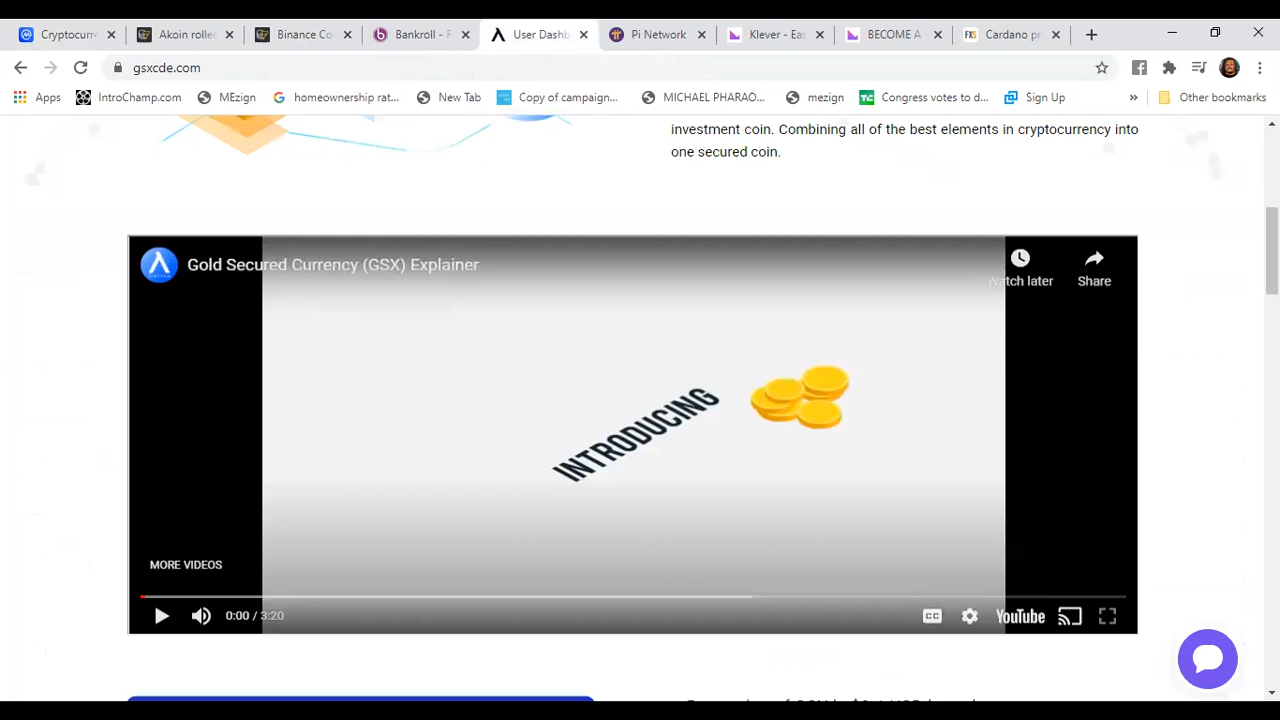 Cryptocurr
Akoin rollec
Binance Co
Bankroll - F
User Dashb
Pi Network
Klever - Eas
BECOME A
Cardano pr
gsxcde.com
Apps
IntroChamp.com
MEzign
homeownership rat...
New Tab
Copy of campaign...
MICHAEL PHARAO...
mezign
Congress votes to d...
Sign Up
»
Other bookmarks
investment coin. Combining all of the best elements in cryptocurrency into
one secured coin.
Gold Secured Currency (GSX) Explainer
Watch later
Share
INTRODUCING
MORE VIDEOS
0:00 / 3:20
CC
YouTube